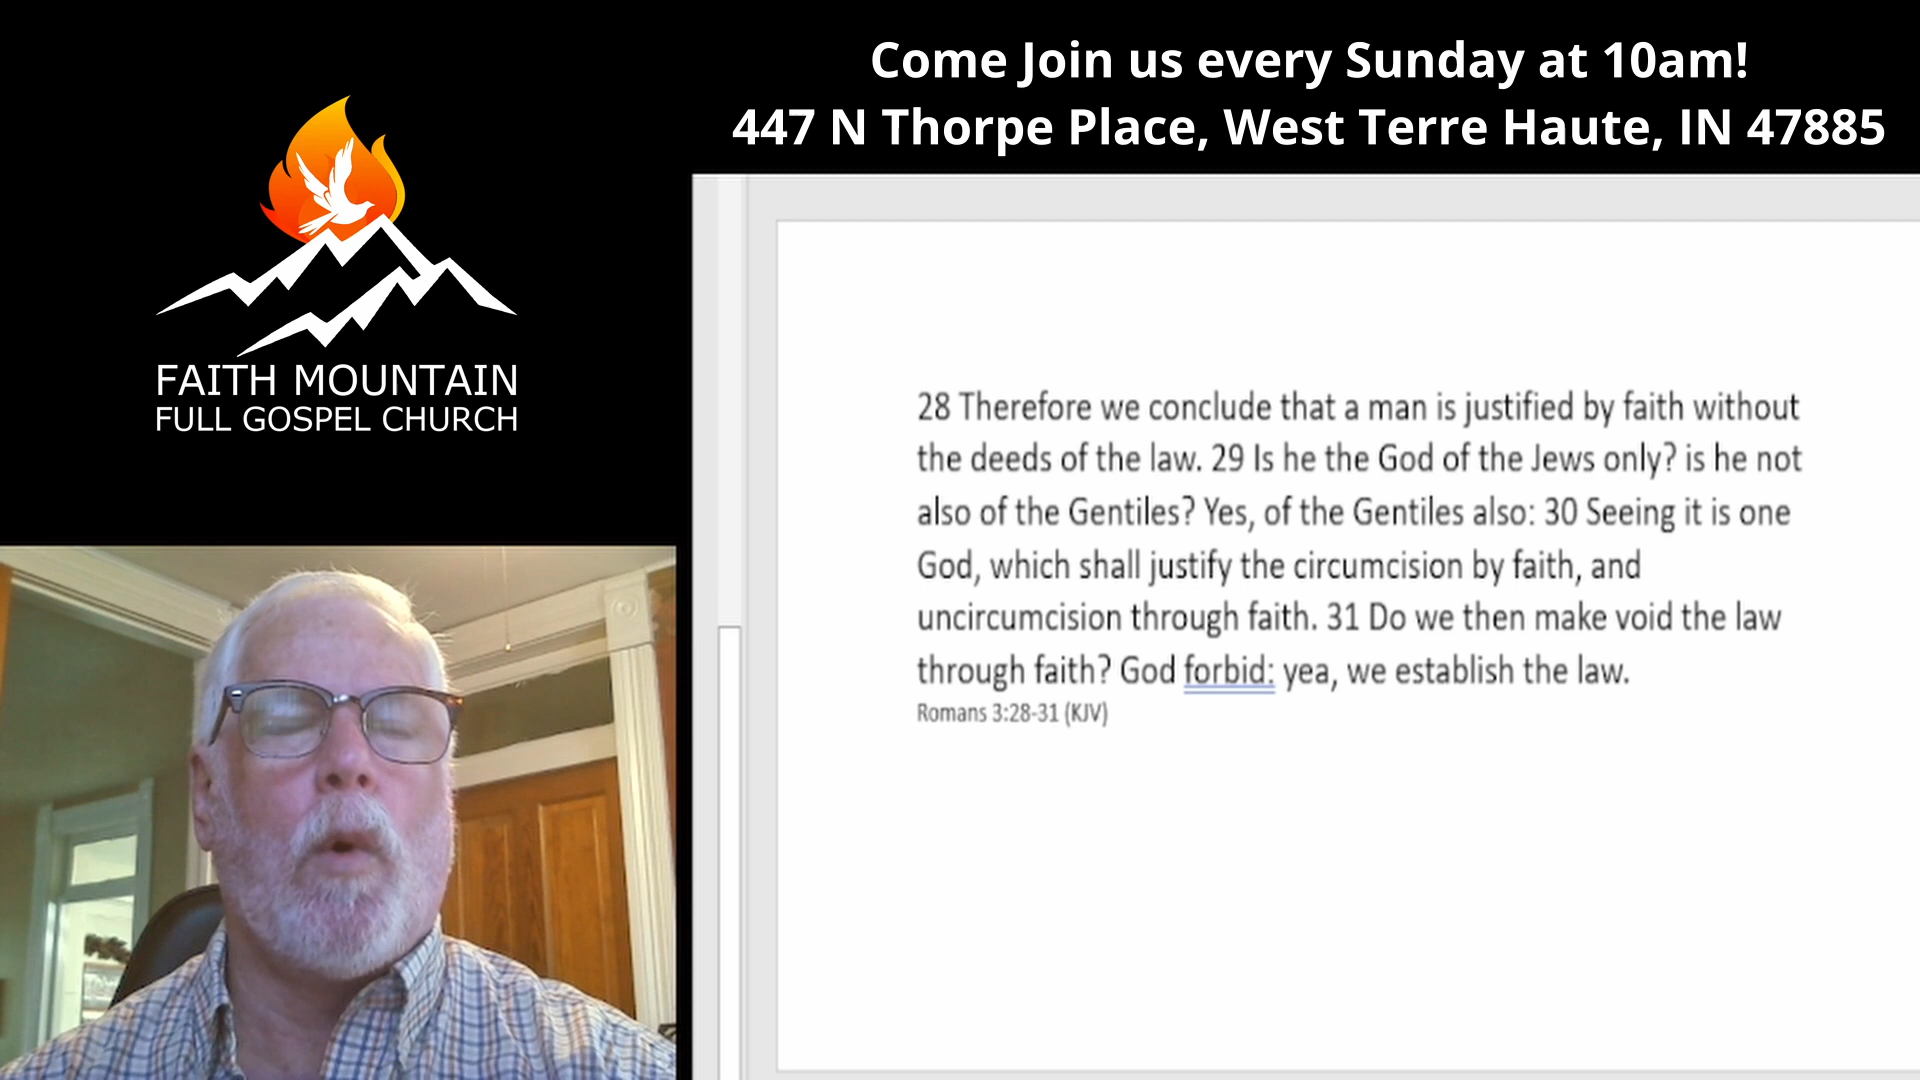 Come Join us every Sunday at 10am!
447 N Thorpe Place, West Terre Haute, IN 47885
FAITH MOUNTAIN
FULL GOSPEL CHURCH
28 Therefore we conclude that a man is justified by faith without
the deeds of the law. 29 Is he the God of the Jews only? is he not
also of the Gentiles? Yes, of the Gentiles also: 30 Seeing it is one
God, which shall justify the circumcision by faith, and
uncircumcision through faith. 31 Do we then make void the law
through faith? God forbid: yea, we establish the law.
Romans 3:28-31 (KJV)